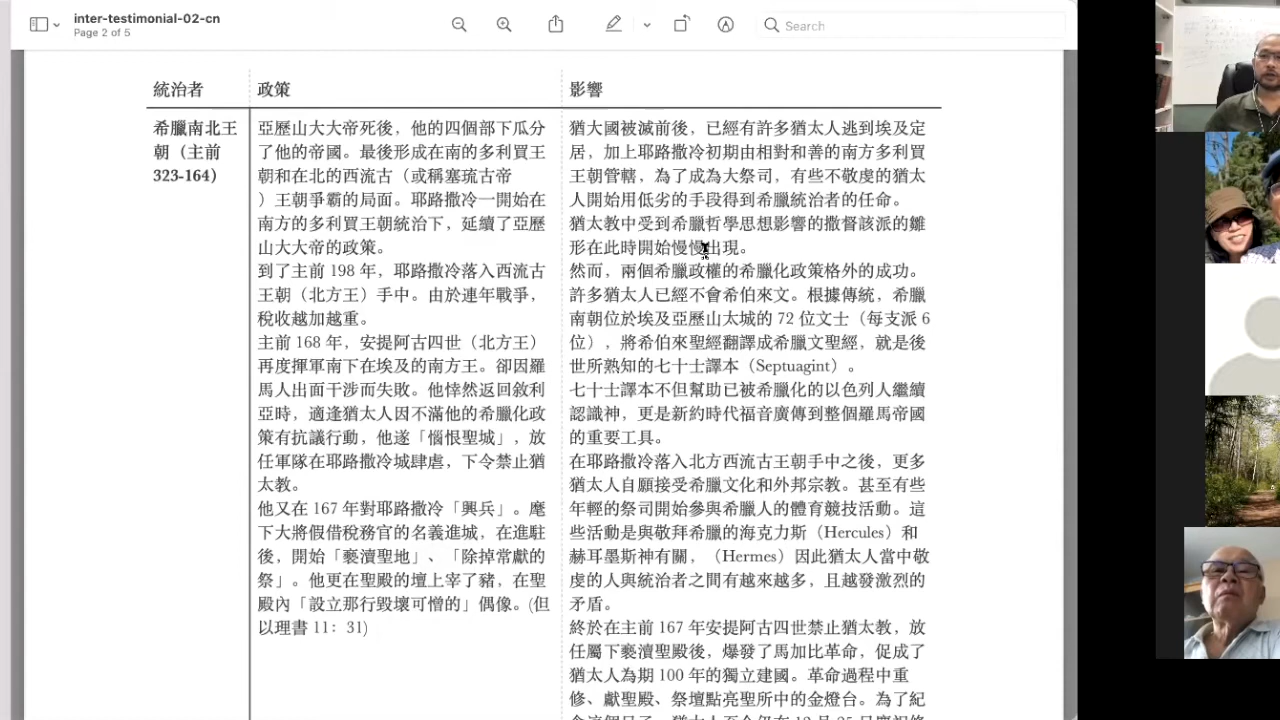 inter-testimonial-02-cn
Page 2 of 5
Search
統治者
政策
影響
希臘南北王
朝（主前
323-164）
亞歷山大大帝死後，他的四個部下瓜分
了他的帝國。最後形成在南的多利買王
朝和在北的西流古（或稱塞琉古帝
）王朝爭霸的局面。耶路撒冷一開始在
南方的多利買王朝統治下，延續了亞歷
山大大帝的政策。
到了主前 198 年，耶路撒冷落入西流古
王朝（北方王）手中。由於連年戰爭，
稅收越加越重。
主前 168 年，安提阿古四世（北方王）
再度揮軍南下在埃及的南方王。卻因羅
馬人出面干涉而失敗。他悻然返回敘利
亞時，適逢猶太人因不滿他的希臘化政
策有抗議行動，他遂「惱恨聖城」，放
任軍隊在耶路撒冷城肆虐，下令禁止猶
太教。
他又在 167 年對耶路撒冷「興兵」。麾
下大將假借稅務官的名義進城，在進駐
後，開始「褻瀆聖地」、「除掉常獻的
祭」。他更在聖殿的壇上宰了豬，在聖
殿內「設立那行毀壞可憎的」偶像。(但
以理書 11：31)
猶大國被滅前後，已經有許多猶太人逃到埃及定
居，加上耶路撒冷初期由相對和善的南方多利買
王朝管轄，為了成為大祭司，有些不敬虔的猶太
人開始用低劣的手段得到希臘統治者的任命。
猶太教中受到希臘哲學思想影響的撒督該派的雛
形在此時開始慢慢出現。
然而，兩個希臘政權的希臘化政策格外的成功。
許多猶太人已經不會希伯來文。根據傳統，希臘
南朝位於埃及亞歷山太城的 72 位文士（每支派 6
位），將希伯來聖經翻譯成希臘文聖經，就是後
世所熟知的七十士譯本（Septuagint）。
七十士譯本不但幫助已被希臘化的以色列人繼續
認識神，更是新約時代福音廣傳到整個羅馬帝國
的重要工具。
在耶路撒冷落入北方西流古王朝手中之後，更多
猶太人自願接受希臘文化和外邦宗教。甚至有些
年輕的祭司開始參與希臘人的體育競技活動。這
些活動是與敬拜希臘的海克力斯（Hercules）和
赫耳墨斯神有關，（Hermes）因此猶太人當中敬
虔的人與統治者之間有越來越多，且越發激烈的
矛盾。
終於在主前 167 年安提阿古四世禁止猶太教，放
任屬下褻瀆聖殿後，爆發了馬加比革命，促成了
猶太人為期 100 年的獨立建國。革命過程中重
修、獻聖殿、祭壇點亮聖所中的金燈台。為了紀